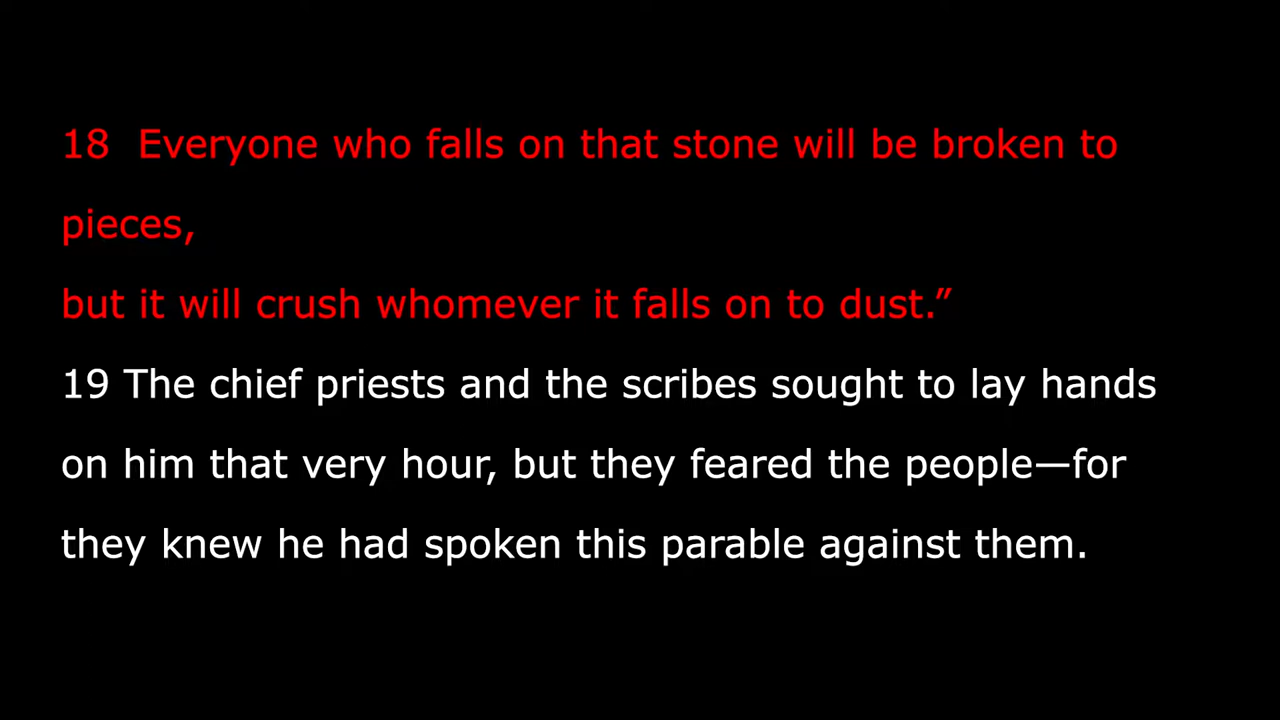 18  Everyone who falls on that stone will be broken to
pieces,
but it will crush whomever it falls on to dust.”
19 The chief priests and the scribes sought to lay hands
on him that very hour, but they feared the people—for
they knew he had spoken this parable against them.